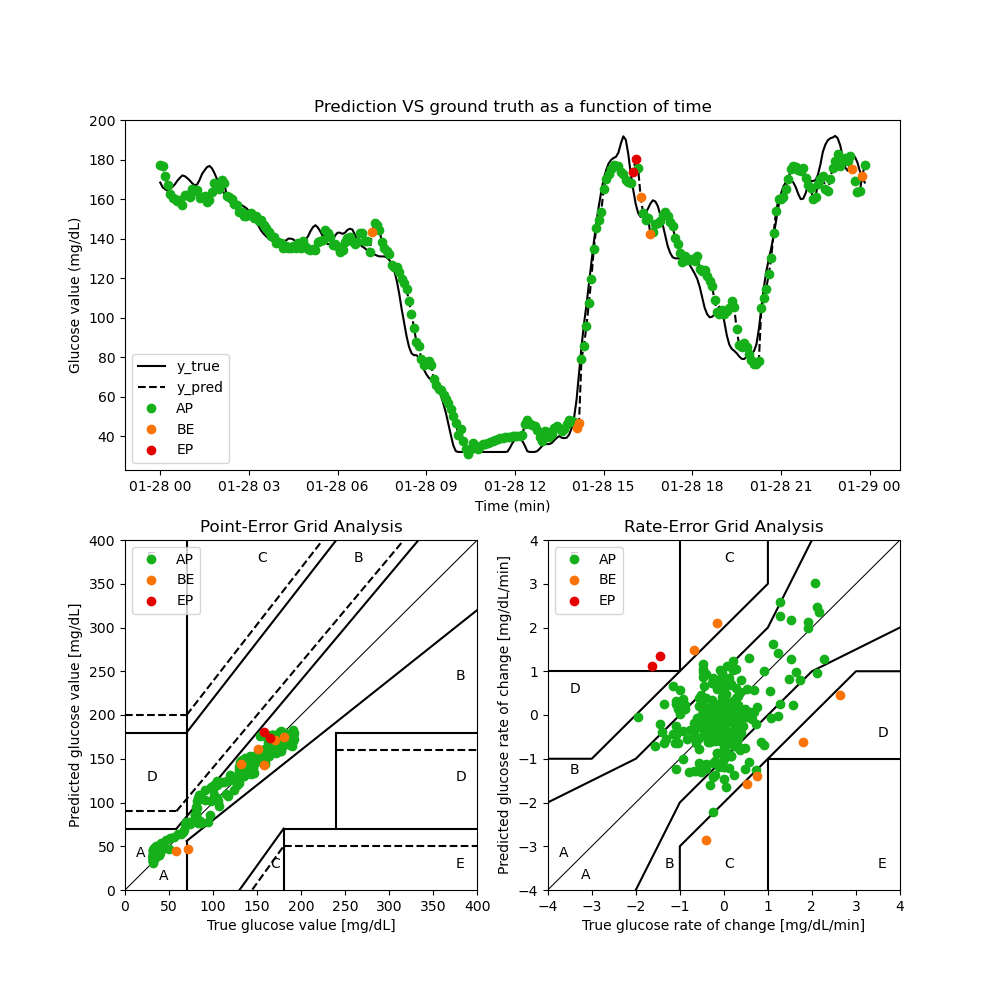 Prediction VS ground truth as a function of time
Glucose value (mg/dL)
200
180
160
140
120
100
80
60
40
y_true
y_pred
AP
BE
EP
01-28 00 01-28 03 01-28 06 01-28 09 01-28 12 01-28 15 01-28 18 01-28 21 01-29 00
Time (min)
Point-Error Grid Analysis
Predicted glucose value [mg/dL]
400
350
300
250
200
150
100
50
0
AP
BE
EP
C
B
B
D
D
A
A
C
E
0 50 100 150 200 250 300 350 400
True glucose value [mg/dL]
Rate-Error Grid Analysis
Predicted glucose rate of change [mg/dL/min]
4
3
2
1
0
−1
−2
−3
−4
AP
BE
EP
C
D
D
B
A
A
B
C
E
−4 −3 −2 −1 0 1 2 3 4
True glucose rate of change [mg/dL/min]